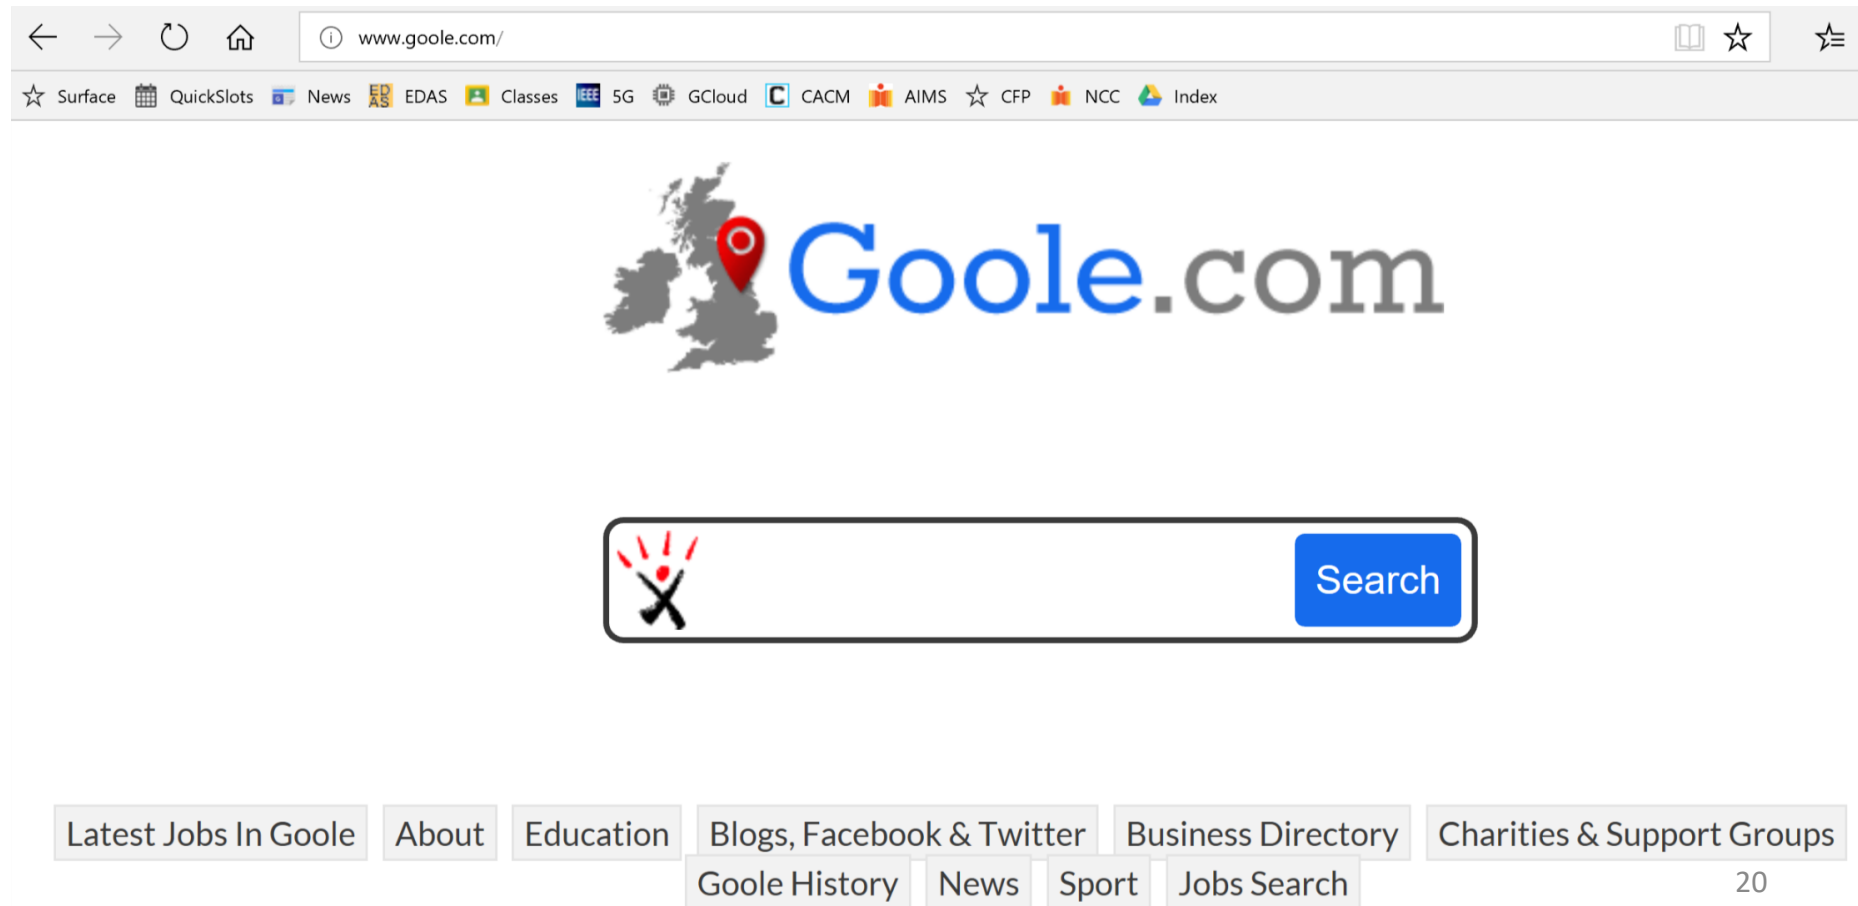 www.goole.com/
Surface QuickSlots News EDAS EDAS Classes IEEE 5G GCloud C CACM AIMS CFP NCC Index
Goole.com
Search
Latest Jobs In Goole About Education Blogs, Facebook & Twitter Business Directory Charities & Support Groups
Goole History News Sport Jobs Search 20